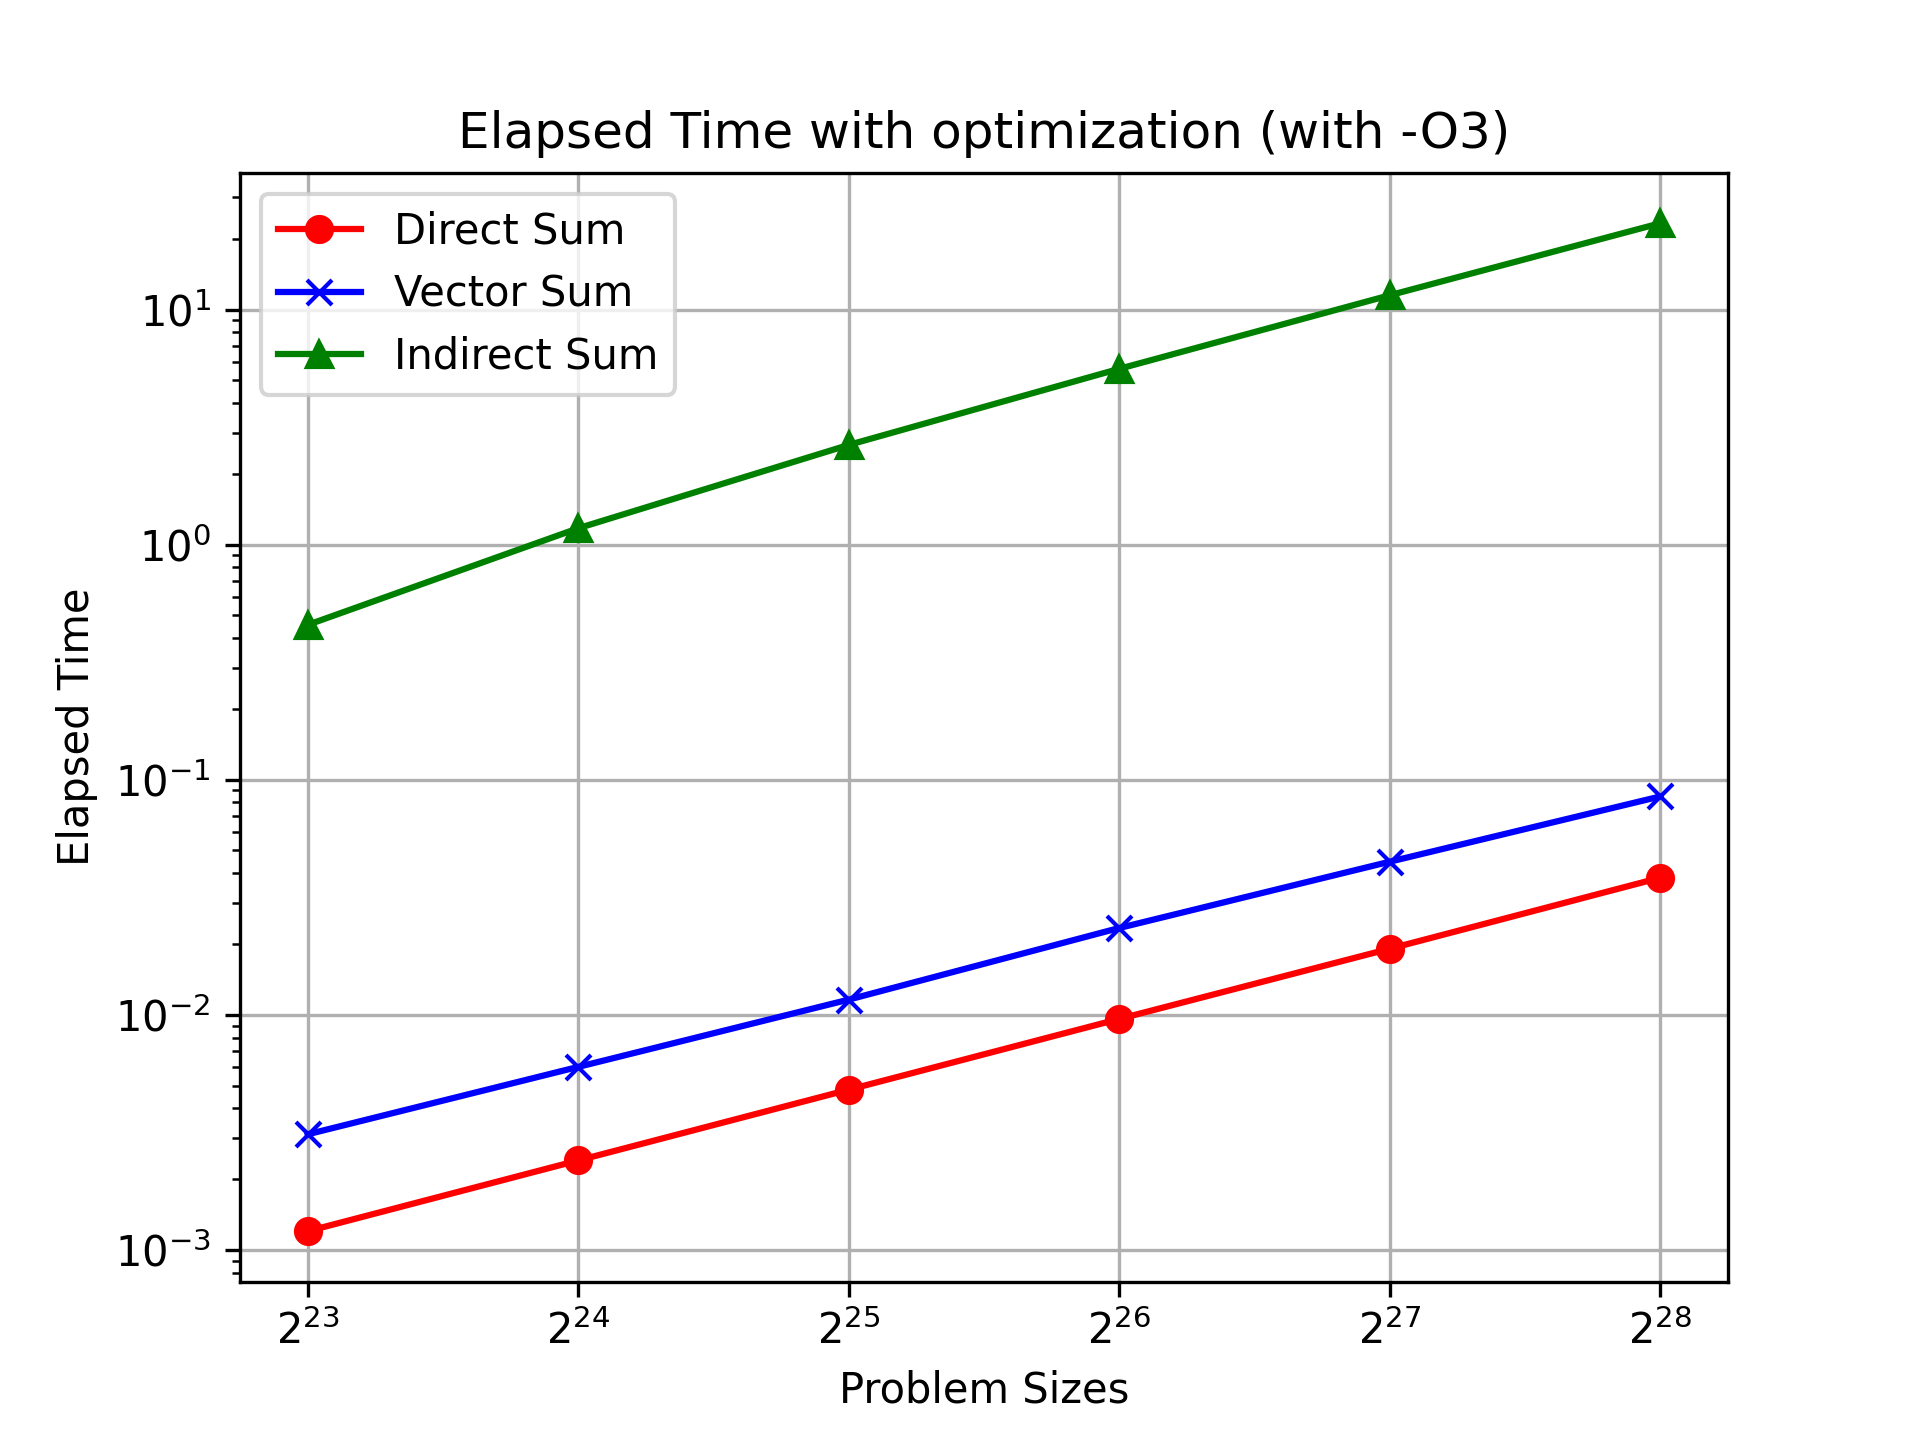 Elapsed Time with optimization (with -O3)
Direct Sum
Vector Sum
Indirect Sum
Elapsed Time
10¹
10⁰
10⁻¹
10⁻²
10⁻³
2²³ 2²⁴ 2²⁵ 2²⁶ 2²⁷ 2²⁸
Problem Sizes